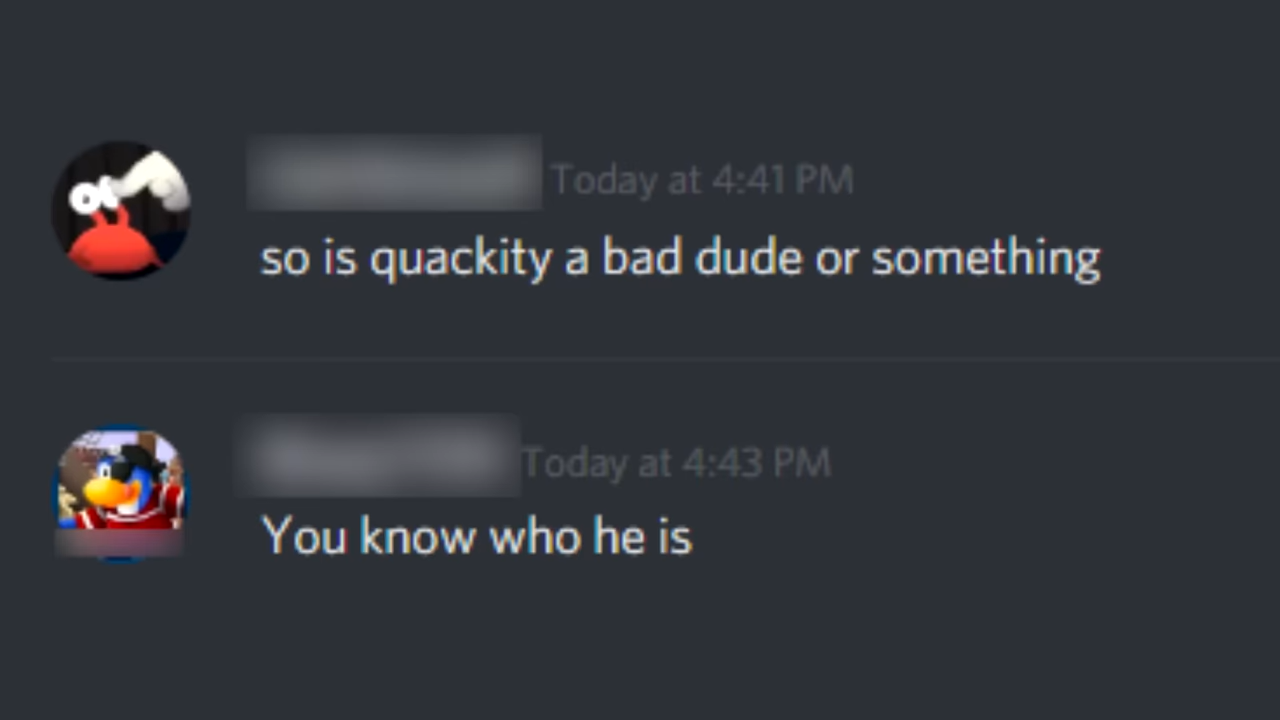 Today at 4:41 PM
so is quackity a bad dude or something
Today at 4:43 PM
You know who he is